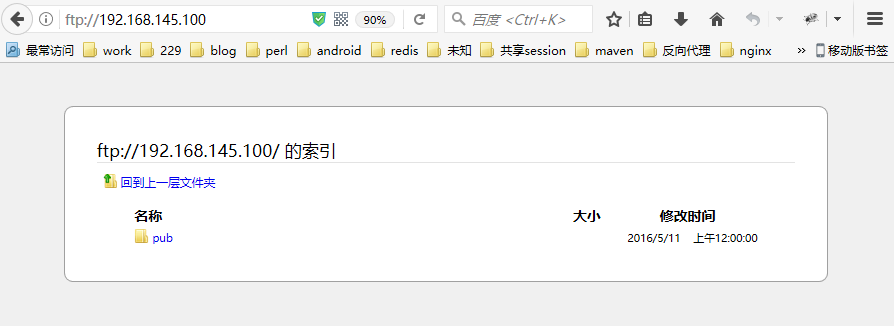 ftp://192.168.145.100
90%
百度 <Ctrl+K>
最常访问 work 229 blog perl android redis 未知 共享session maven 反向代理 nginx » 移动版书签
ftp://192.168.145.100/ 的索引
回到上一层文件夹
名称 大小 修改时间
pub 2016/5/11 上午12:00:00